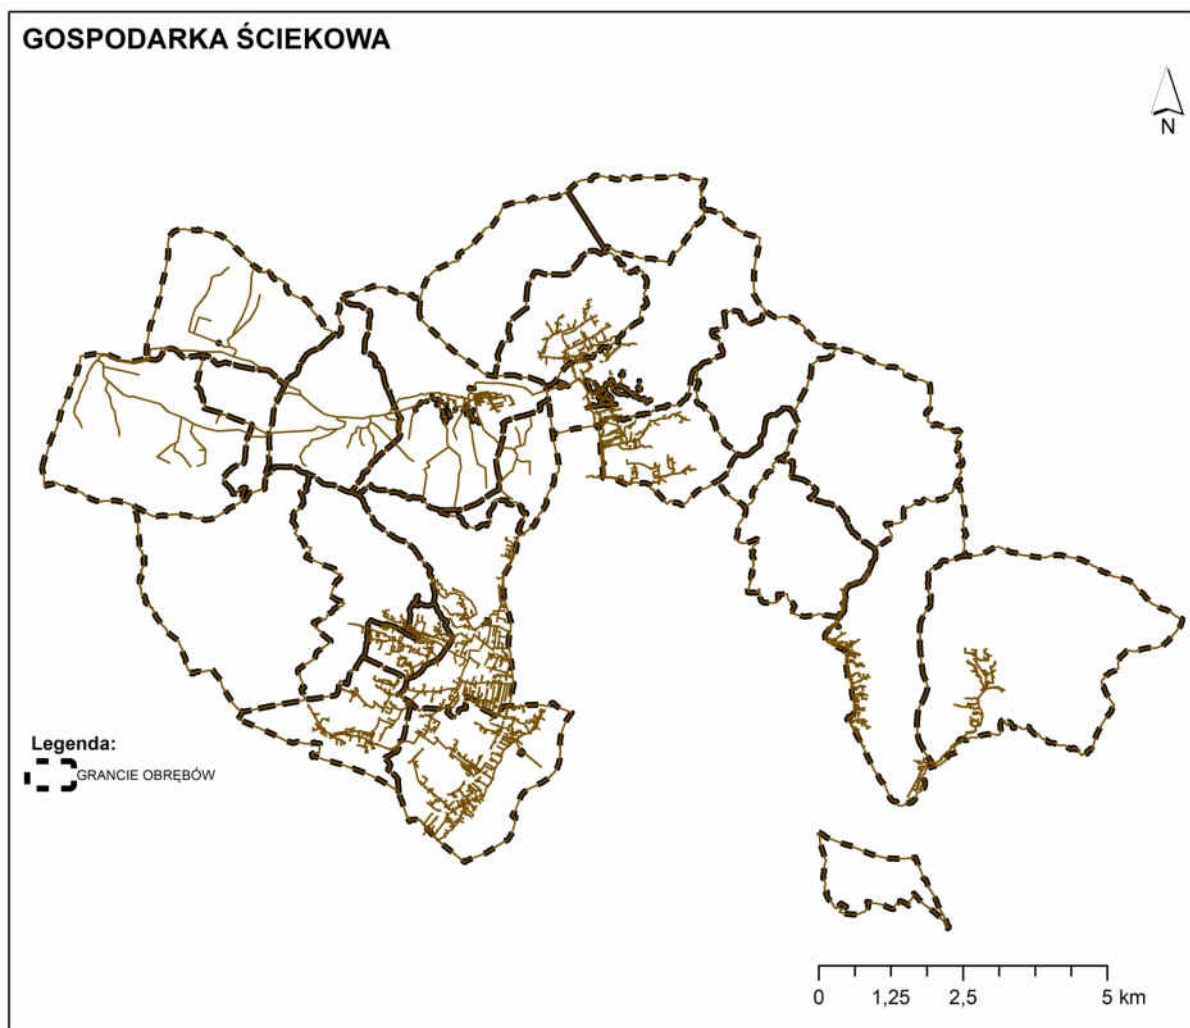 GOSPODARKA ŚCIEKOWA
N
Legenda:
GRANCIE OBRĘBÓW
0 1,25 2,5 5 km